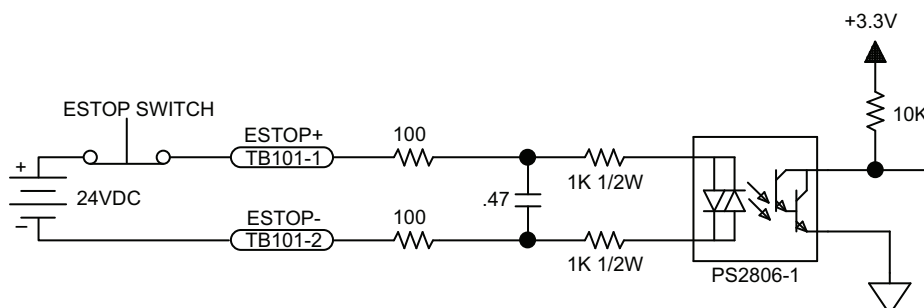 +3.3V
ESTOP SWITCH
10K
ESTOP+
TB101-1
100
+
24VDC
−
.47
1K 1/2W
ESTOP-
TB101-2
100
1K 1/2W
PS2806-1